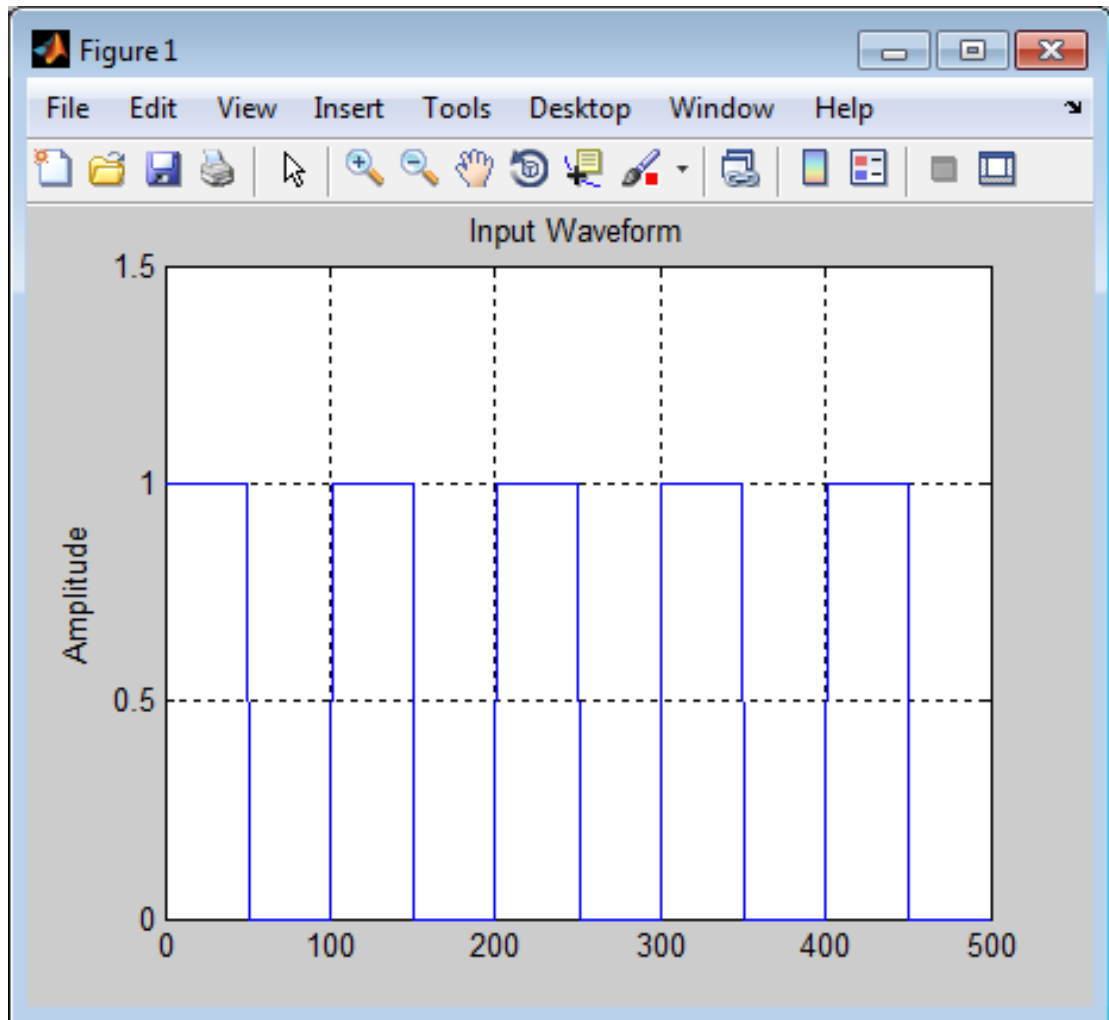 Figure 1
File Edit View Insert Tools Desktop Window Help
Input Waveform
1.5
1
0.5
0
Amplitude
0 100 200 300 400 500